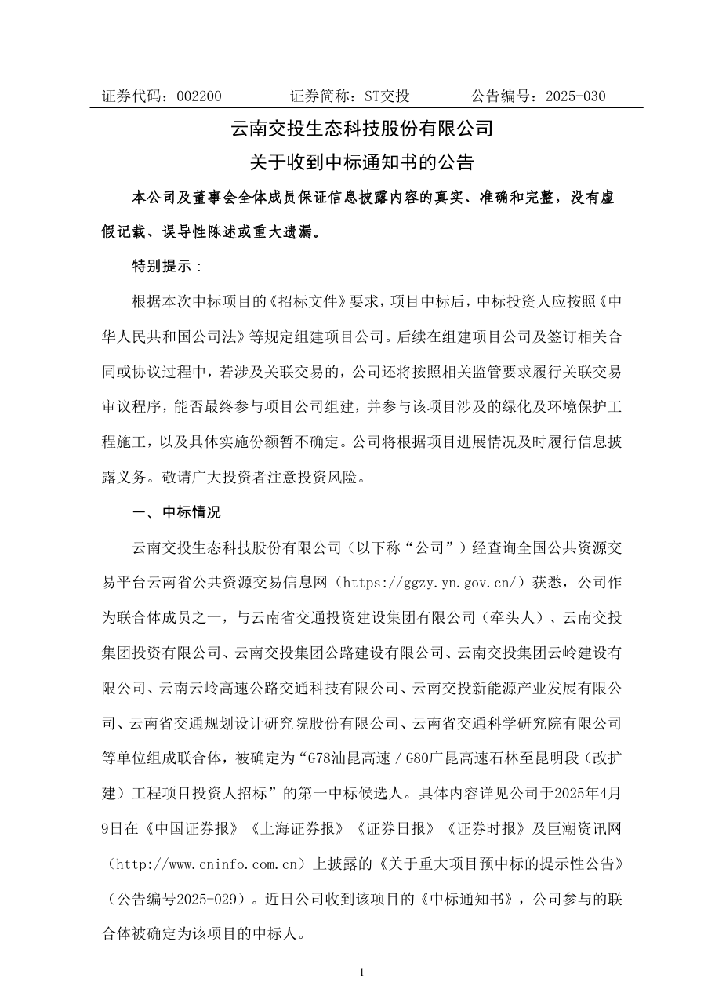 证券代码：002200 证券简称：ST交投 公告编号：2025-030
云南交投生态科技股份有限公司
关于收到中标通知书的公告
本公司及董事会全体成员保证信息披露内容的真实、准确和完整，没有虚
假记载、误导性陈述或重大遗漏。
特别提示：
根据本次中标项目的《招标文件》要求，项目中标后，中标投资人应按照《中
华人民共和国公司法》等规定组建项目公司。后续在组建项目公司及签订相关合
同或协议过程中，若涉及关联交易的，公司还将按照相关监管要求履行关联交易
审议程序，能否最终参与项目公司组建，并参与该项目涉及的绿化及环境保护工
程施工，以及具体实施份额暂不确定。公司将根据项目进展情况及时履行信息披
露义务。敬请广大投资者注意投资风险。
一、中标情况
云南交投生态科技股份有限公司（以下称“公司”）经查询全国公共资源交
易平台云南省公共资源交易信息网（https://ggzy.yn.gov.cn/）获悉，公司作
为联合体成员之一，与云南省交通投资建设集团有限公司（牵头人）、云南交投
集团投资有限公司、云南交投集团公路建设有限公司、云南交投集团云岭建设有
限公司、云南云岭高速公路交通科技有限公司、云南交投新能源产业发展有限公
司、云南省交通规划设计研究院股份有限公司、云南省交通科学研究院有限公司
等单位组成联合体，被确定为“G78汕昆高速／G80广昆高速石林至昆明段（改扩
建）工程项目投资人招标”的第一中标候选人。具体内容详见公司于2025年4月
9日在《中国证券报》《上海证券报》《证券日报》《证券时报》及巨潮资讯网
（http://www.cninfo.com.cn）上披露的《关于重大项目预中标的提示性公告》
（公告编号2025-029）。近日公司收到该项目的《中标通知书》，公司参与的联
合体被确定为该项目的中标人。
1